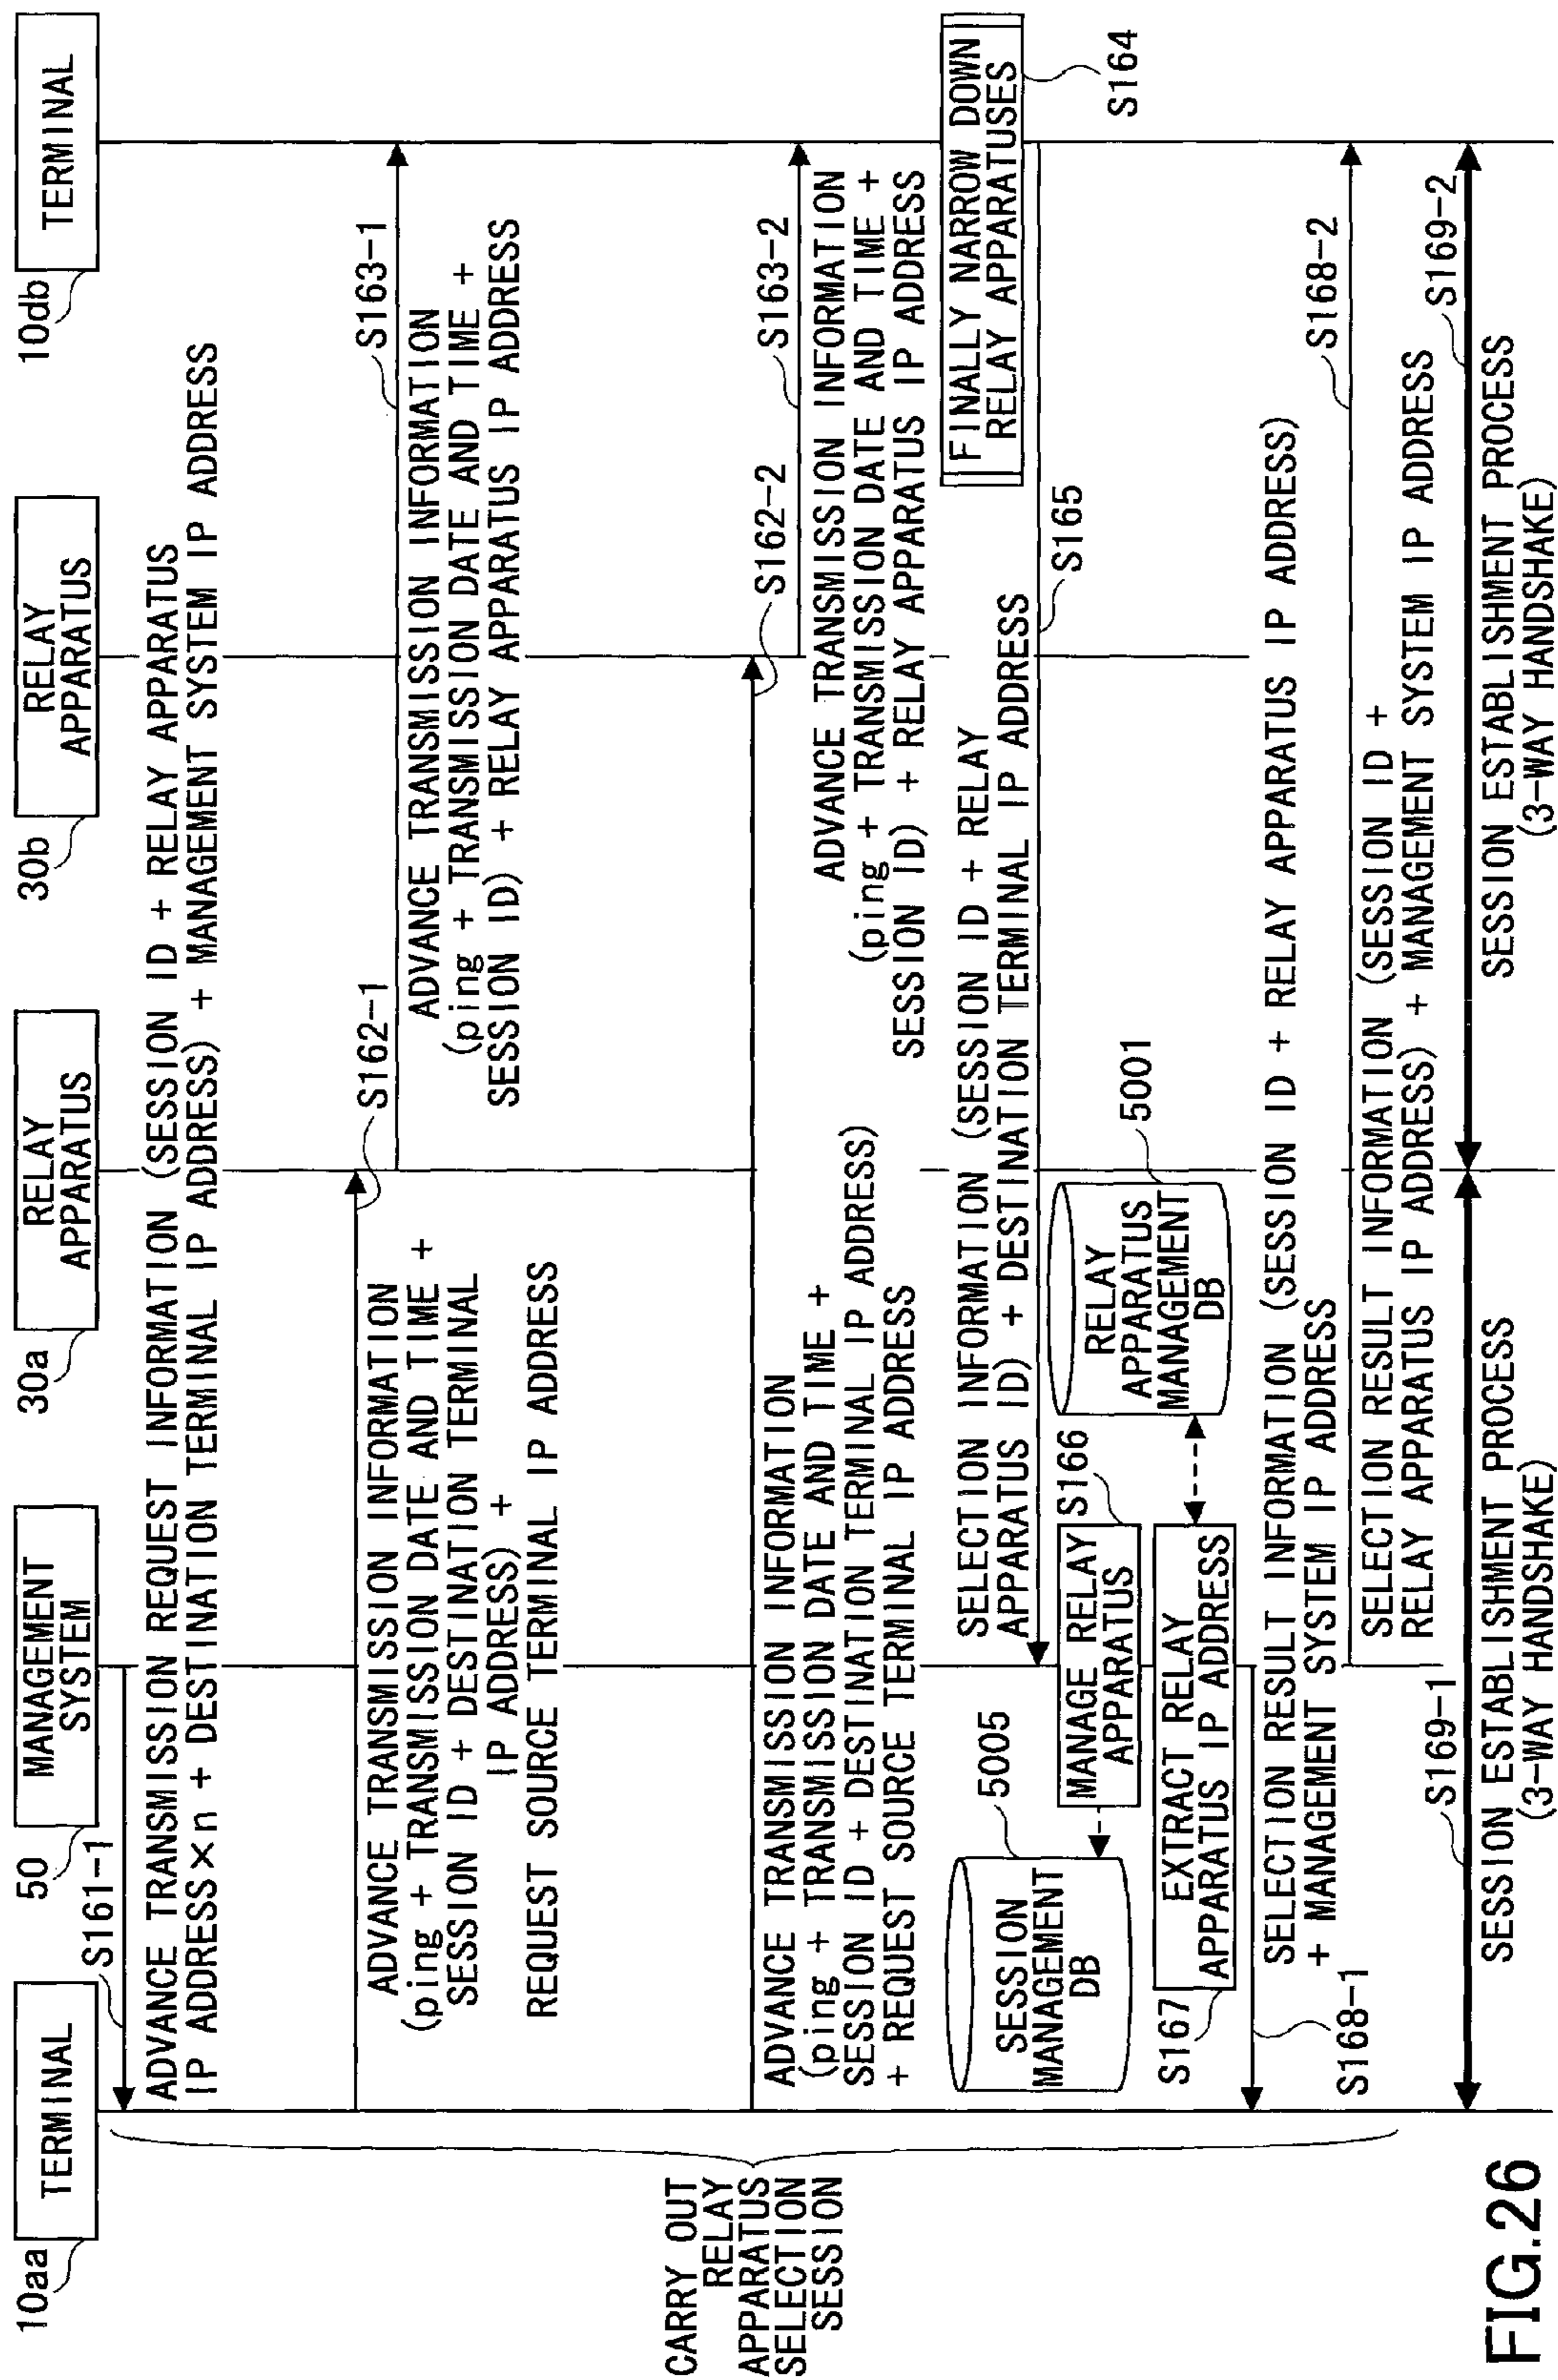 10aa
TERMINAL
50
MANAGEMENT
SYSTEM
30a
RELAY
APPARATUS
30b
RELAY
APPARATUS
10db
TERMINAL
S161-1
ADVANCE TRANSMISSION REQUEST INFORMATION (SESSION ID + RELAY APPARATUS
IP ADDRESS×n + DESTINATION TERMINAL IP ADDRESS) + MANAGEMENT SYSTEM IP ADDRESS
S162-1
ADVANCE TRANSMISSION INFORMATION
(ping + TRANSMISSION DATE AND TIME +
SESSION ID + DESTINATION TERMINAL
IP ADDRESS) +
REQUEST SOURCE TERMINAL IP ADDRESS
S163-1
ADVANCE TRANSMISSION INFORMATION
(ping + TRANSMISSION DATE AND TIME +
SESSION ID) + RELAY APPARATUS IP ADDRESS
CARRY OUT
RELAY
APPARATUS
SELECTION
SESSION
S162-2
ADVANCE TRANSMISSION INFORMATION
(ping + TRANSMISSION DATE AND TIME +
SESSION ID + DESTINATION TERMINAL IP ADDRESS)
+ REQUEST SOURCE TERMINAL IP ADDRESS
S163-2
ADVANCE TRANSMISSION INFORMATION
(ping + TRANSMISSION DATE AND TIME +
SESSION ID) + RELAY APPARATUS IP ADDRESS
FINALLY NARROW DOWN
RELAY APPARATUSES
S164
SELECTION INFORMATION (SESSION ID + RELAY
APPARATUS ID) + DESTINATION TERMINAL IP ADDRESS
S165
SESSION
MANAGEMENT
DB
5005
MANAGE RELAY
APPARATUS
S166
RELAY
APPARATUS
MANAGEMENT
DB
5001
S167
EXTRACT RELAY
APPARATUS IP ADDRESS
S168-1
SELECTION RESULT INFORMATION (SESSION ID + RELAY APPARATUS IP ADDRESS)
+ MANAGEMENT SYSTEM IP ADDRESS
S168-2
SELECTION RESULT INFORMATION (SESSION ID +
RELAY APPARATUS IP ADDRESS) + MANAGEMENT SYSTEM IP ADDRESS
S169-1
SESSION ESTABLISHMENT PROCESS
(3-WAY HANDSHAKE)
S169-2
SESSION ESTABLISHMENT PROCESS
(3-WAY HANDSHAKE)
FIG.26